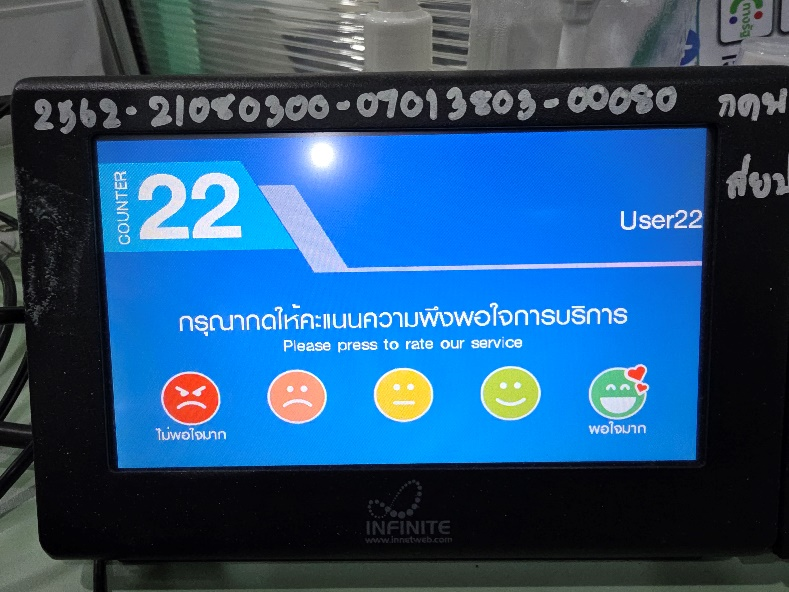 2562-21080300-07013803-00080
COUNTER
22
User22
กรุณากดให้คะแนนความพึงพอใจการบริการ
Please press to rate our service
ไม่พอใจมาก
พอใจมาก
INFINITE
www.innetweb.com